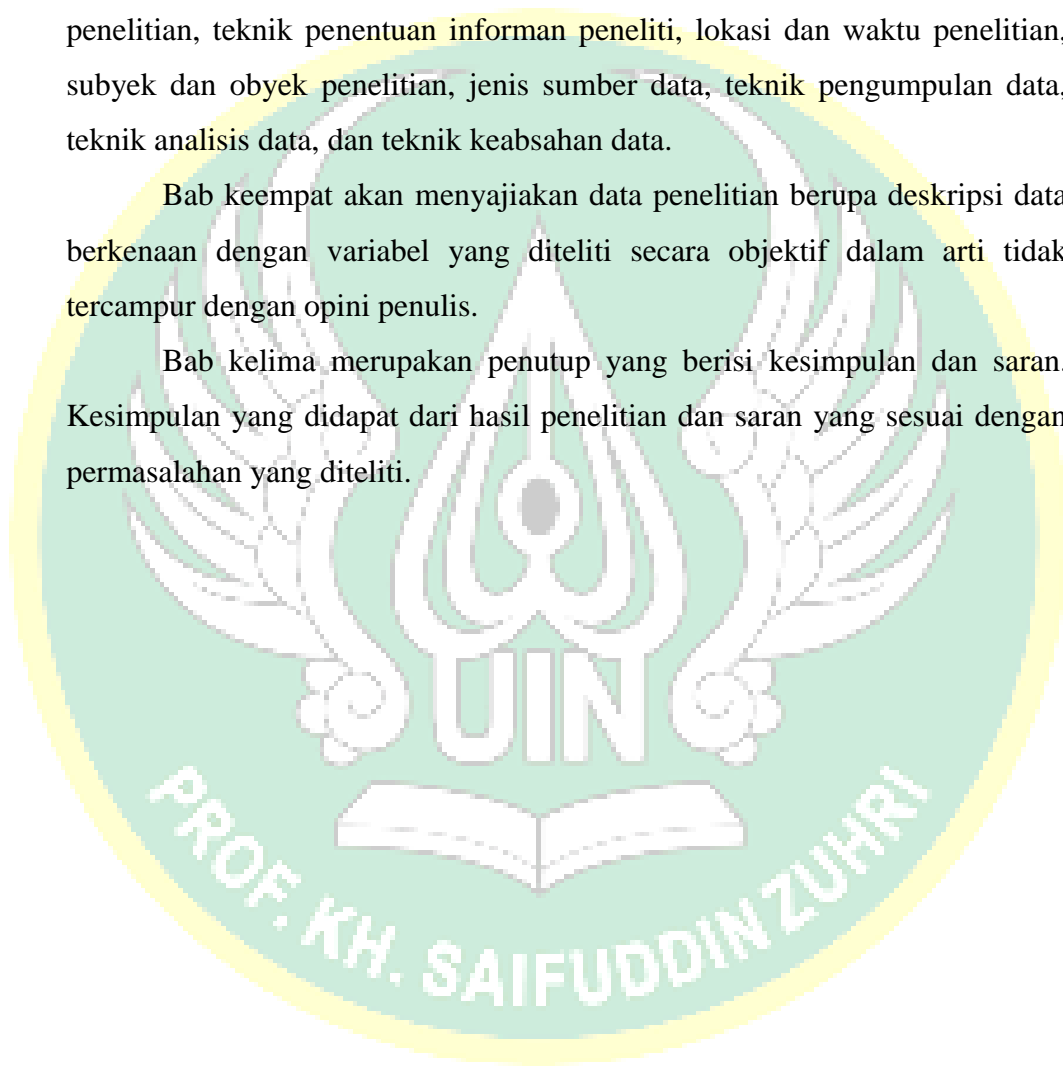 penelitian, teknik penentuan informan peneliti, lokasi dan waktu penelitian,
subyek dan obyek penelitian, jenis sumber data, teknik pengumpulan data,
teknik analisis data, dan teknik keabsahan data.
Bab keempat akan menyajiakan data penelitian berupa deskripsi data
berkenaan dengan variabel yang diteliti secara objektif dalam arti tidak
tercampur dengan opini penulis.
Bab kelima merupakan penutup yang berisi kesimpulan dan saran.
Kesimpulan yang didapat dari hasil penelitian dan saran yang sesuai dengan
permasalahan yang diteliti.
UIN
PROF. KH. SAIFUDDIN ZUHRI